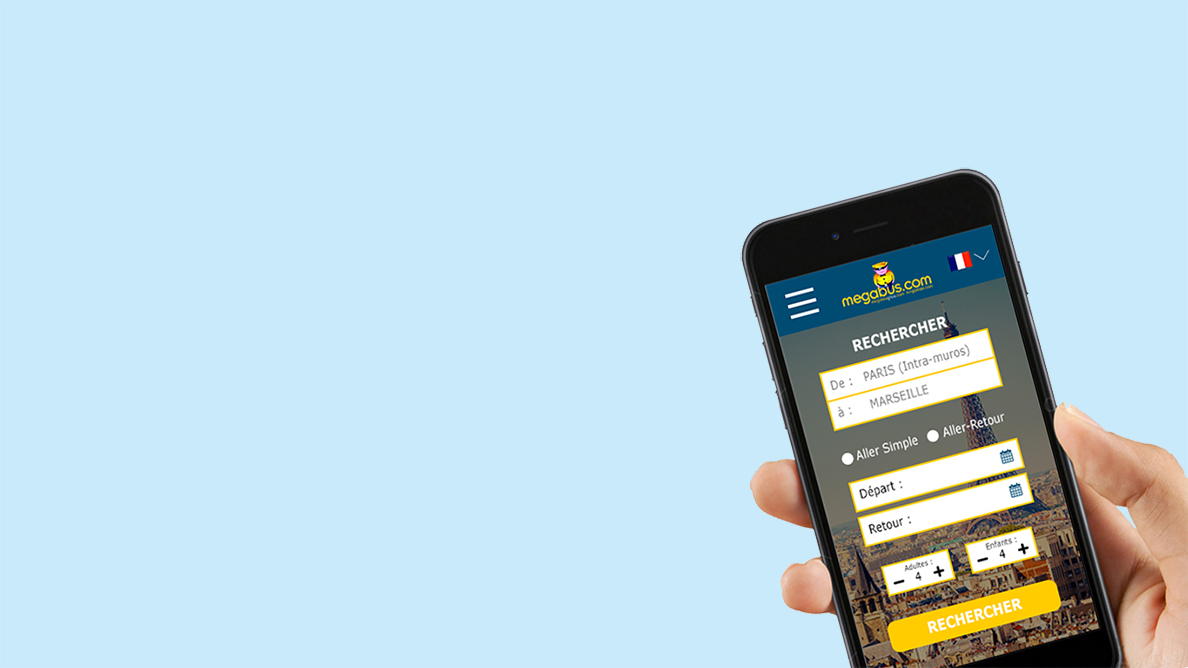 megabus.com
RECHERCHER
De : PARIS (Intra-muros)
à : MARSEILLE
Aller Simple Aller-Retour
Départ :
Retour :
Adultes : Enfants :
4 4
RECHERCHER